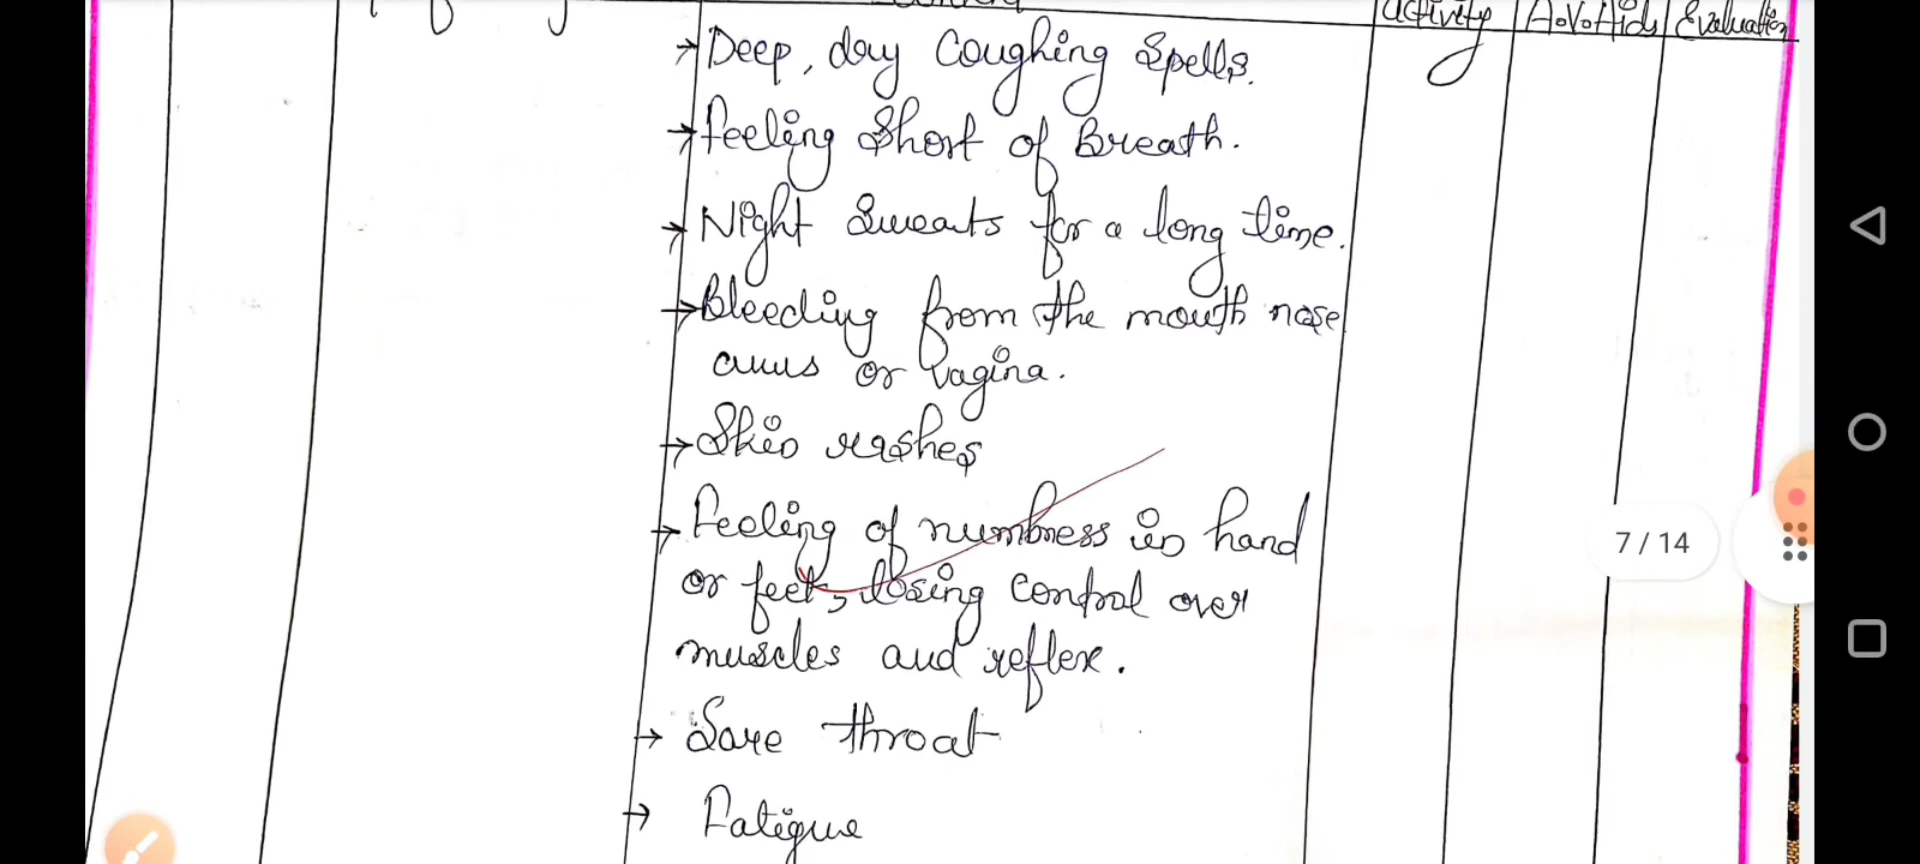 activity A.V.Aids Evaluation
→ Deep, day Coughing Spells.
→ feeling Short of Breath.
→ Night Sweats for a long time.
→ Bleeding from the mouth nose
anus or vagina.
→ Skin rashes
→ Feeling of numbness in hand
or feet, losing control over
muscles and reflex.
→ Sore throat
→ Fatigue
7 / 14